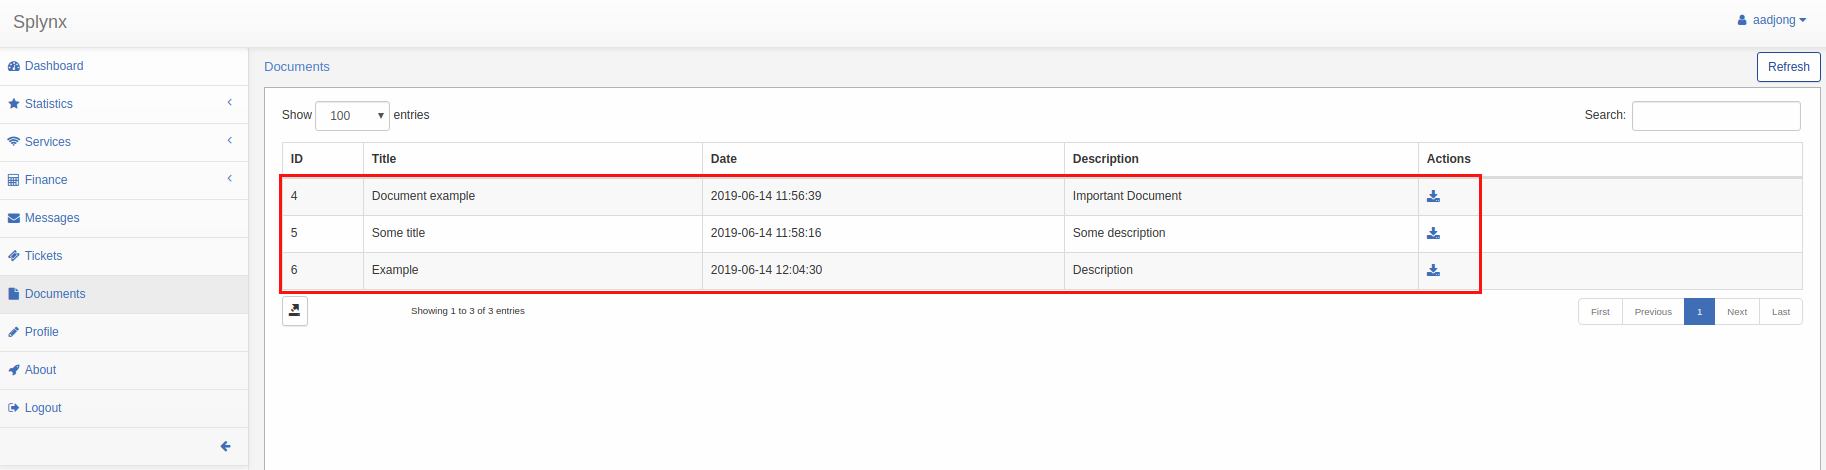 Splynx
aadjong
Dashboard
Statistics
Services
Finance
Messages
Tickets
Documents
Profile
About
Logout
Documents
Refresh
Show 100 entries
Search:
ID Title Date Description Actions
4 Document example 2019-06-14 11:56:39 Important Document
5 Some title 2019-06-14 11:58:16 Some description
6 Example 2019-06-14 12:04:30 Description
Showing 1 to 3 of 3 entries
First Previous 1 Next Last